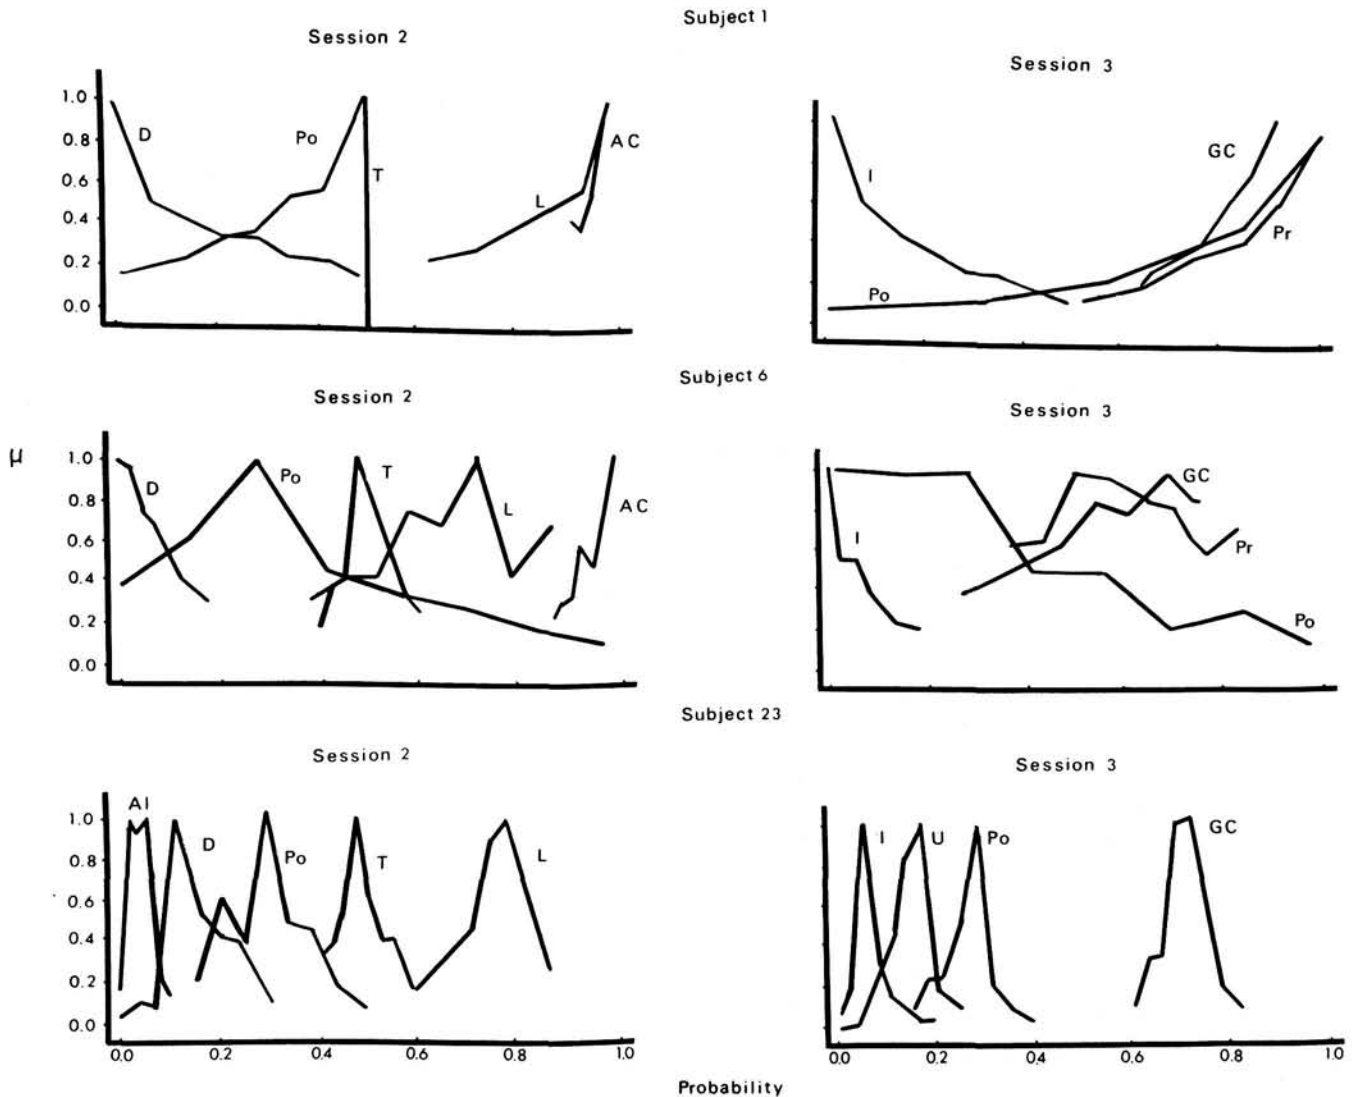 Subject 1
Session 2
Session 3
1.0
0.8
0.6
0.4
0.2
0.0
D
Po
T
L
AC
I
Po
GC
Pr
Subject 6
Session 2
Session 3
μ
1.0
0.8
0.6
0.4
0.2
0.0
D
Po
T
L
AC
I
GC
Pr
Po
Subject 23
Session 2
Session 3
1.0
0.8
0.6
0.4
0.2
0.0
AI
D
Po
T
L
I
U
Po
GC
0.0 0.2 0.4 0.6 0.8 1.0
0.0 0.2 0.4 0.6 0.8 1.0
Probability